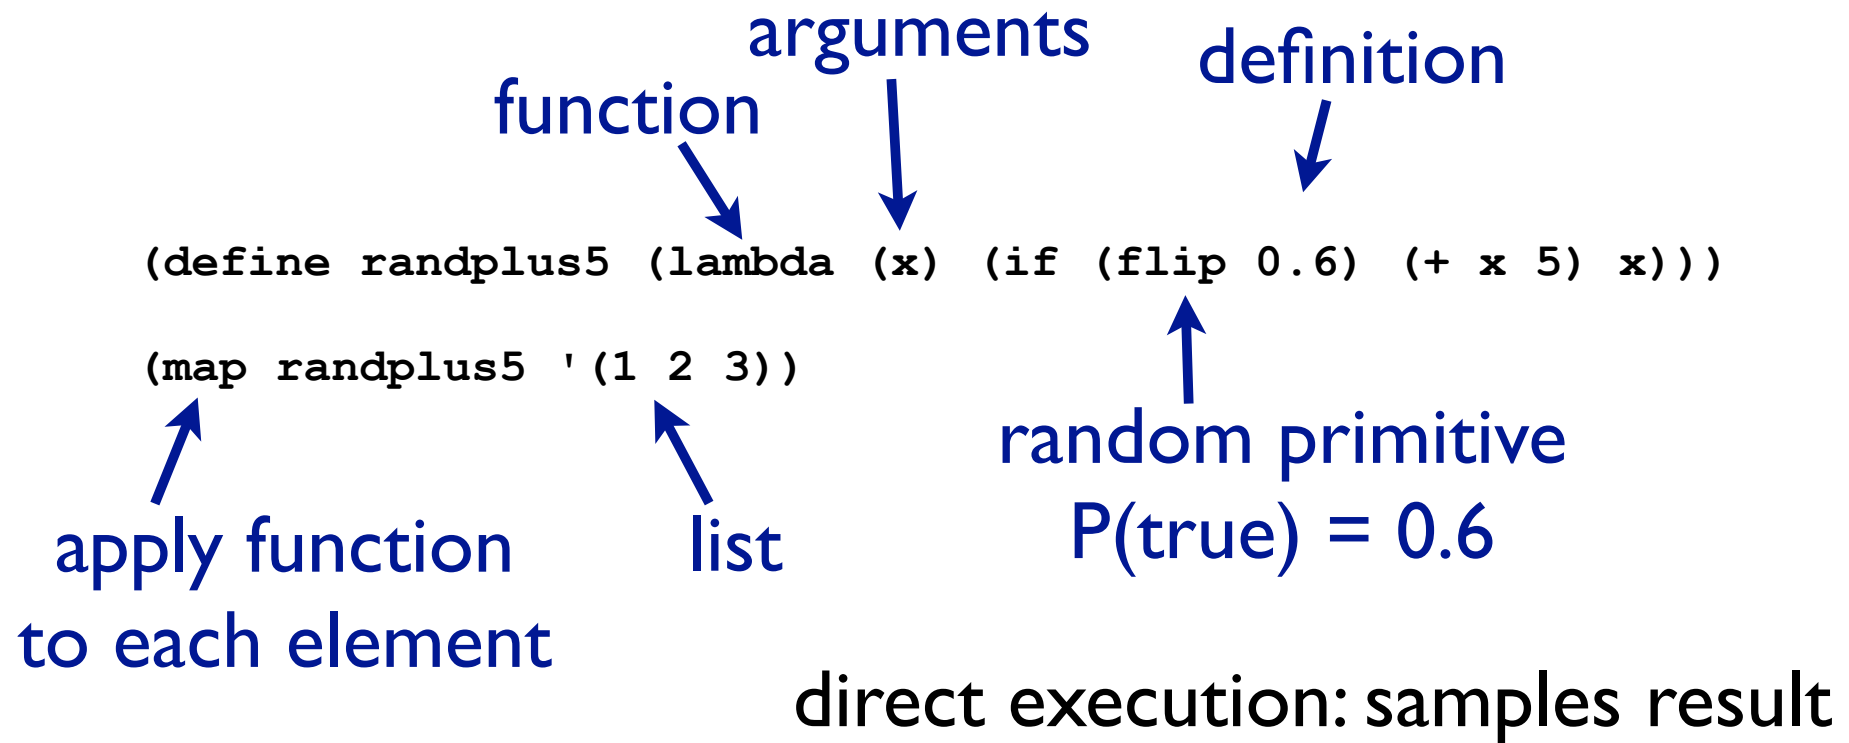 arguments
definition
function
(define randplus5 (lambda (x) (if (flip 0.6) (+ x 5) x)))
(map randplus5 '(1 2 3))
random primitive
P(true) = 0.6
apply function
to each element
list
direct execution: samples result